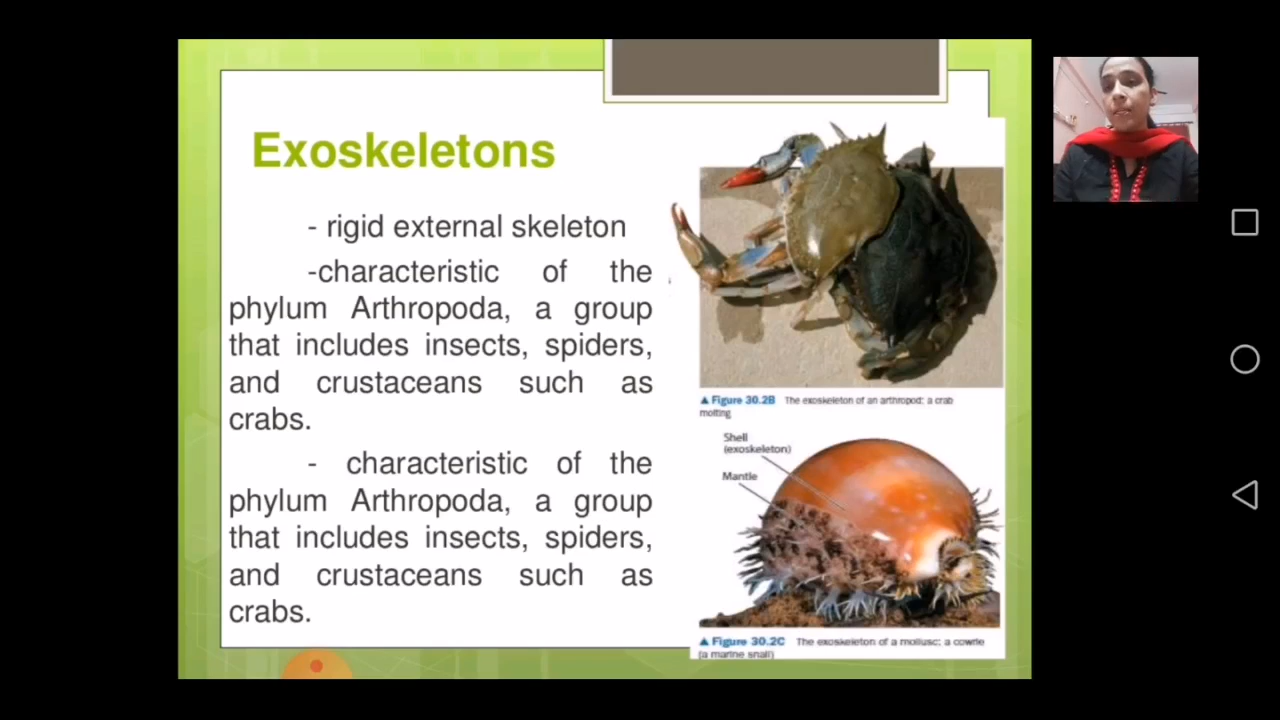 Exoskeletons
- rigid external skeleton
-characteristic of the
phylum Arthropoda, a group
that includes insects, spiders,
and crustaceans such as
crabs.
- characteristic of the
phylum Arthropoda, a group
that includes insects, spiders,
and crustaceans such as
crabs.
▲ Figure 30.2B The exoskeleton of an arthropod: a crab
molting
Shell
(exoskeleton)
Mantle
▲ Figure 30.2C The exoskeleton of a mollusc: a cowrie
(a marine snail)